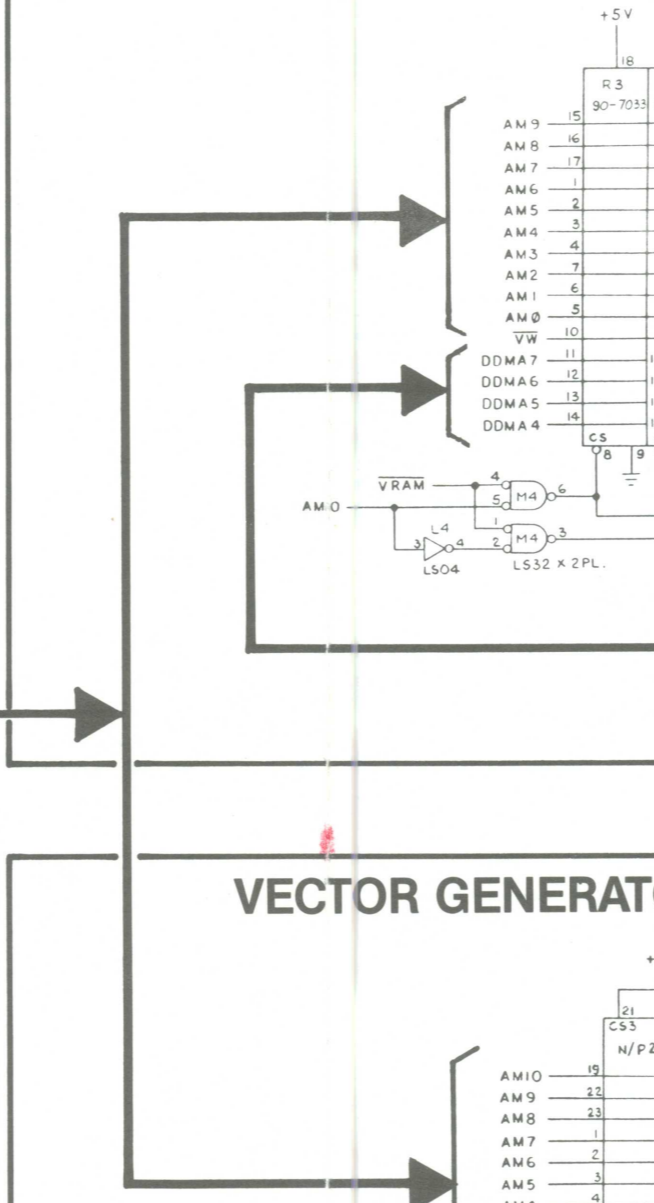 +5V
18
R3
90-7033
AM9 15
AM8 16
AM7 17
AM6 1
AM5 2
AM4 3
AM3 4
AM2 7
AM1 6
AMØ 5
VW 10
DDMA7 11
DDMA6 12
DDMA5 13
DDMA4 14
CS
8 9
VRAM 4 M4 6
AM0 5
1 M4 3
L4
3 4 2
LS04 LS32 X 2PL.
VECTOR GENERATO
+
21
CS3
N/P2
AM10 19
AM9 22
AM8 23
AM7 1
AM6 2
AM5 3
4